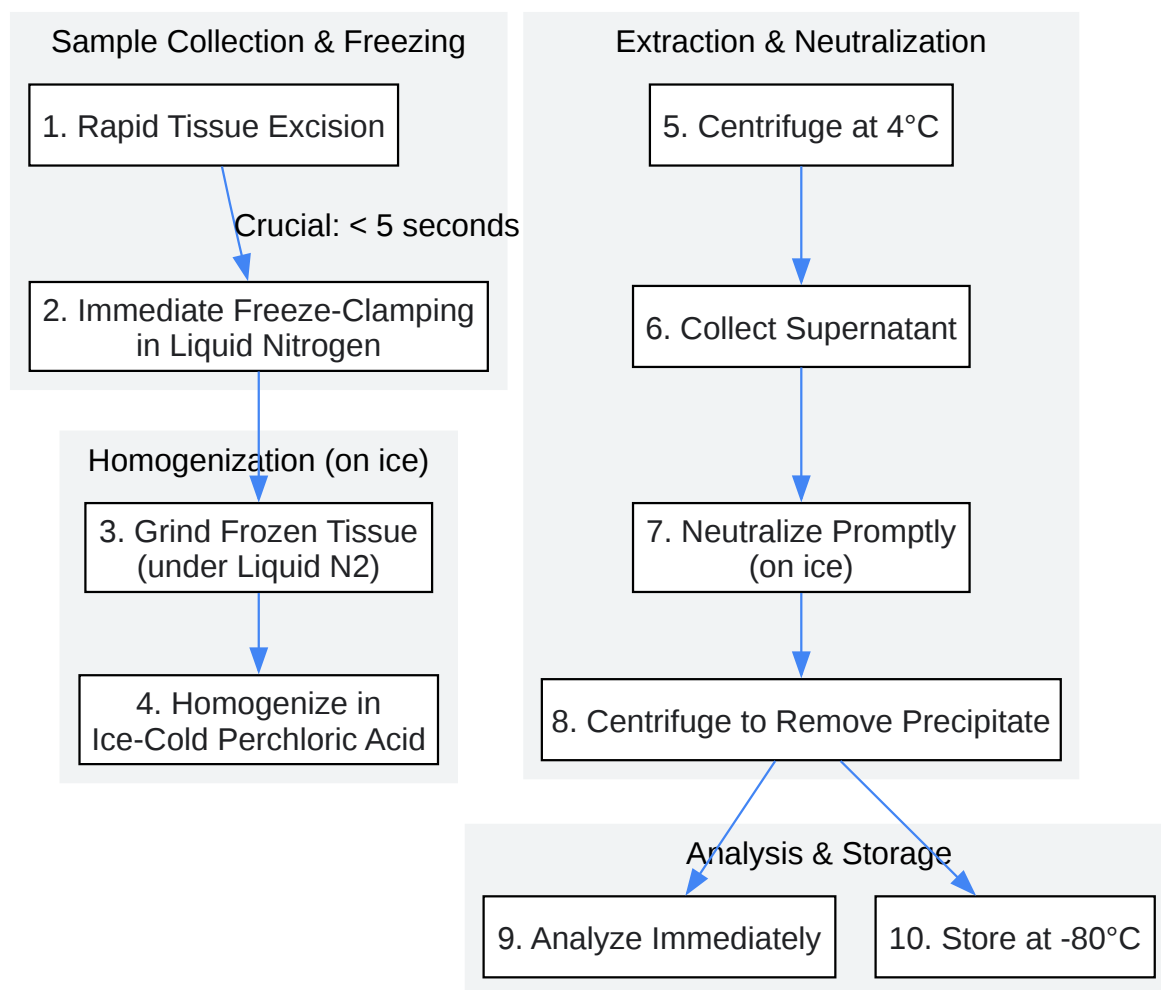 Sample Collection & Freezing
1. Rapid Tissue Excision
Crucial: < 5 seconds
2. Immediate Freeze-Clamping
in Liquid Nitrogen
Homogenization (on ice)
3. Grind Frozen Tissue
(under Liquid N2)
4. Homogenize in
Ice-Cold Perchloric Acid
Extraction & Neutralization
5. Centrifuge at 4°C
6. Collect Supernatant
7. Neutralize Promptly
(on ice)
8. Centrifuge to Remove Precipitate
Analysis & Storage
9. Analyze Immediately
10. Store at -80°C